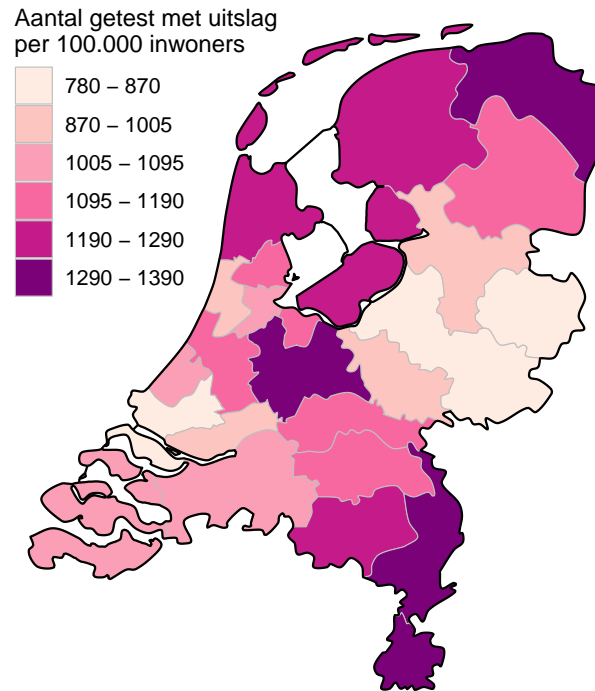 Aantal getest met uitslag
per 100.000 inwoners
780 − 870
870 − 1005
1005 − 1095
1095 − 1190
1190 − 1290
1290 − 1390